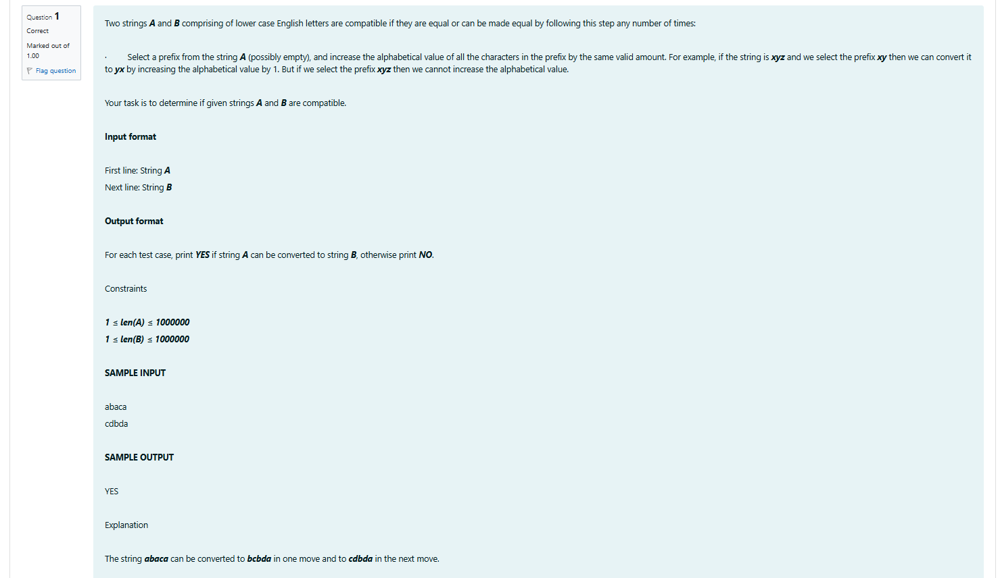 Question 1
Correct
Marked out of
1.00
Flag question
Two strings A and B comprising of lower case English letters are compatible if they are equal or can be made equal by following this step any number of times:
· Select a prefix from the string A (possibly empty), and increase the alphabetical value of all the characters in the prefix by the same valid amount. For example, if the string is xyz and we select the prefix xy then we can convert it
to yx by increasing the alphabetical value by 1. But if we select the prefix xyz then we cannot increase the alphabetical value.
Your task is to determine if given strings A and B are compatible.
Input format
First line: String A
Next line: String B
Output format
For each test case, print YES if string A can be converted to string B, otherwise print NO.
Constraints
1 ≤ len(A) ≤ 1000000
1 ≤ len(B) ≤ 1000000
SAMPLE INPUT
abaca
cdbda
SAMPLE OUTPUT
YES
Explanation
The string abaca can be converted to bcbda in one move and to cdbda in the next move.